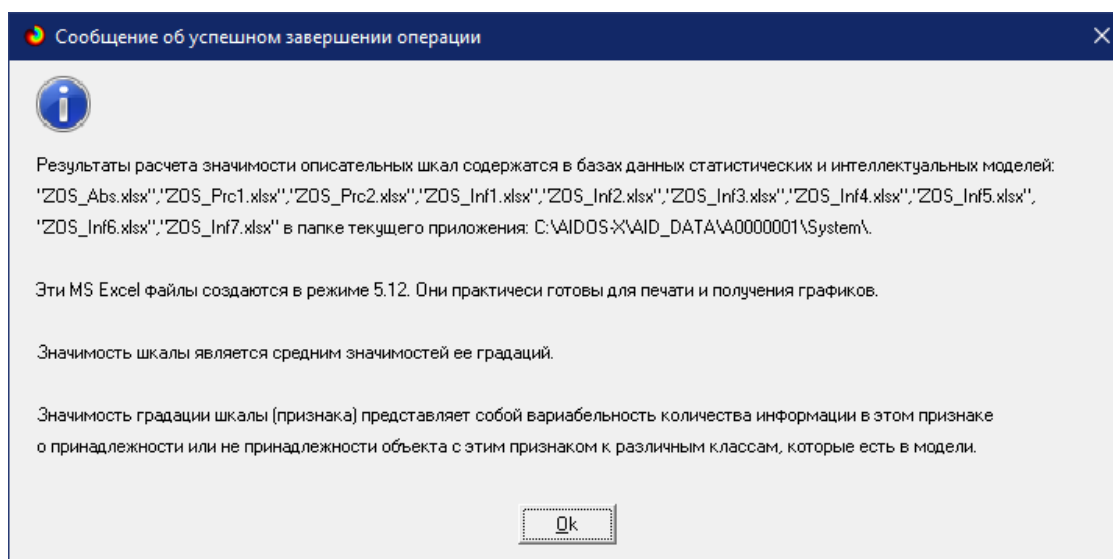 Сообщение об успешном завершении операции
Результаты расчета значимости описательных шкал содержатся в базах данных статистических и интеллектуальных моделей:
"ZOS_Abs.xlsx","ZOS_Prc1.xlsx","ZOS_Prc2.xlsx","ZOS_Inf1.xlsx","ZOS_Inf2.xlsx","ZOS_Inf3.xlsx","ZOS_Inf4.xlsx","ZOS_Inf5.xlsx",
"ZOS_Inf6.xlsx","ZOS_Inf7.xlsx" в папке текущего приложения: C:\AIDOS-X\AID_DATA\A0000001\System\.
Эти MS Excel файлы создаются в режиме 5.12. Они практичеси готовы для печати и получения графиков.
Значимость шкалы является средним значимостей ее градаций.
Значимость градации шкалы (признака) представляет собой вариабельность количества информации в этом признаке
о принадлежности или не принадлежности объекта с этим признаком к различным классам, которые есть в модели.
Ok